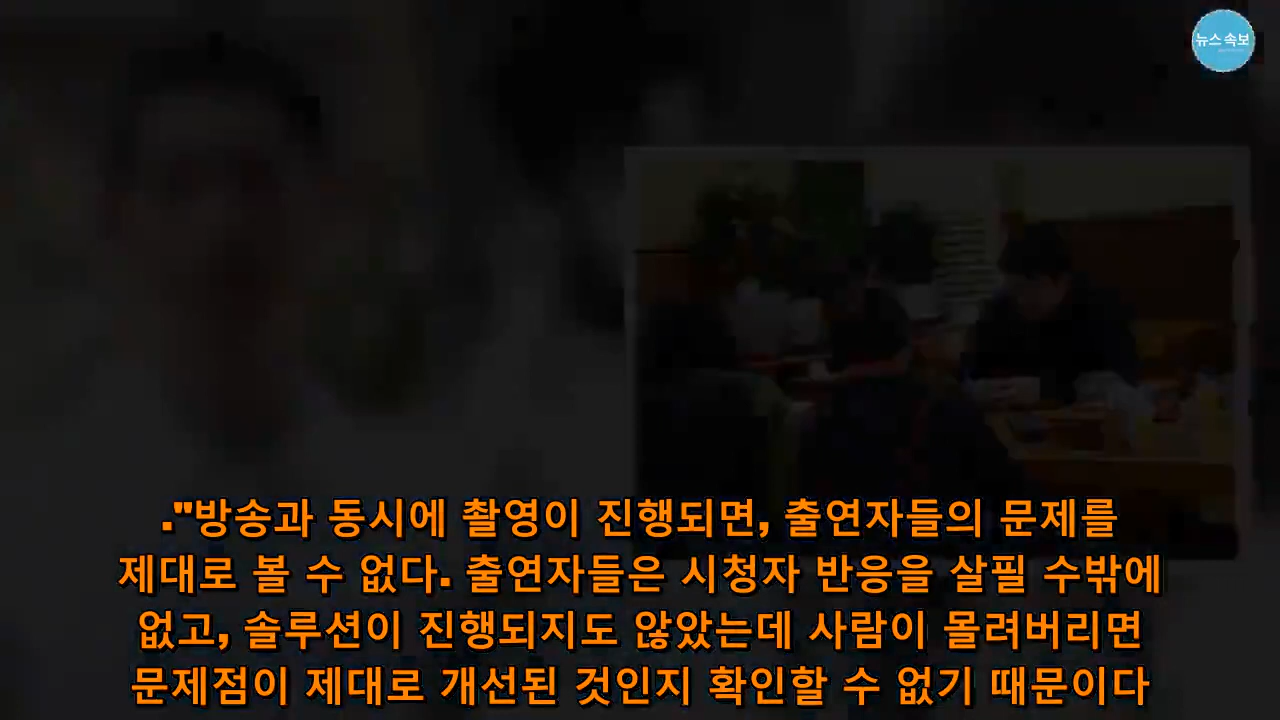 뉴스 속보
."방송과 동시에 촬영이 진행되면, 출연자들의 문제를
제대로 볼 수 없다. 출연자들은 시청자 반응을 살필 수밖에
없고, 솔루션이 진행되지도 않았는데 사람이 몰려버리면
문제점이 제대로 개선된 것인지 확인할 수 없기 때문이다